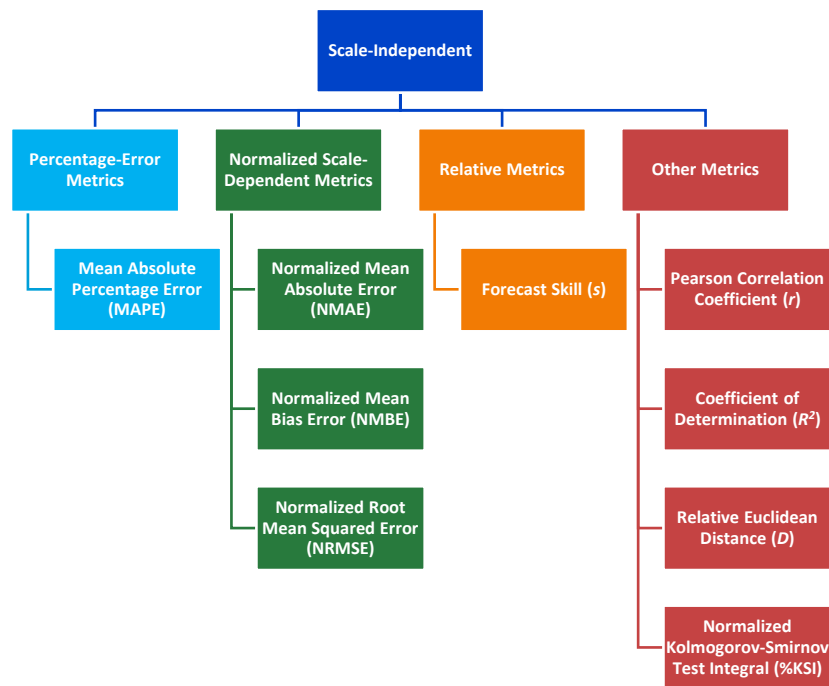 Scale-Independent
Percentage-Error
Metrics
Normalized Scale-
Dependent Metrics
Relative Metrics
Other Metrics
Mean Absolute
Percentage Error
(MAPE)
Normalized Mean
Absolute Error
(NMAE)
Forecast Skill (s)
Pearson Correlation
Coefficient (r)
Normalized Mean
Bias Error (NMBE)
Coefficient of
Determination (R²)
Normalized Root
Mean Squared Error
(NRMSE)
Relative Euclidean
Distance (D)
Normalized
Kolmogorov-Smirnov
Test Integral (%KSI)